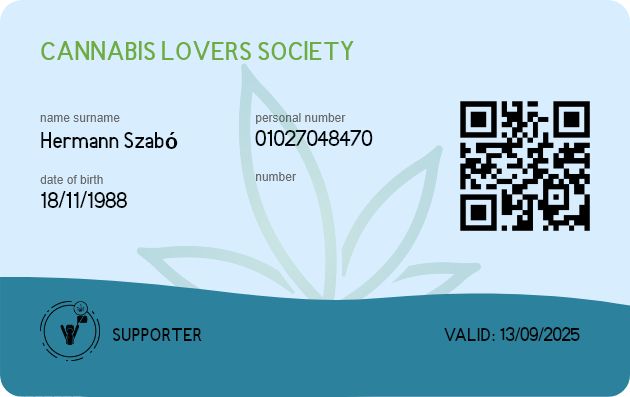 CANNABIS LOVERS SOCIETY
name surname
Hermann Szabó
personal number
01027048470
date of birth
18/11/1988
number
SUPPORTER
VALID: 13/09/2025